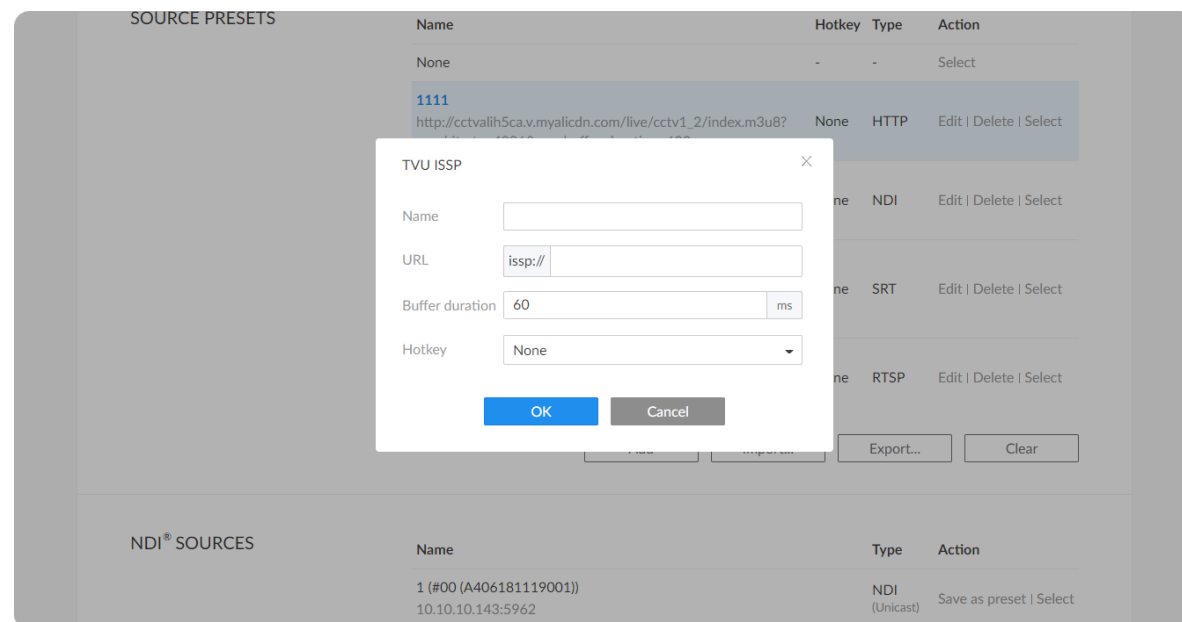 SOURCE PRESETS
Name Hotkey Type Action
None - - Select
1111
http://cctvalih5ca.v.myalicdn.com/live/cctv1_2/index.m3u8? None HTTP Edit | Delete | Select
TVU ISSP
Name
NDI Edit | Delete | Select
URL issp://
Buffer duration 60 ms
SRT Edit | Delete | Select
Hotkey None
RTSP Edit | Delete | Select
OK Cancel
Export... Clear
NDI® SOURCES
Name Type Action
1 (#00 (A406181119001))
10.10.10.143:5962
NDI
(Unicast)
Save as preset | Select